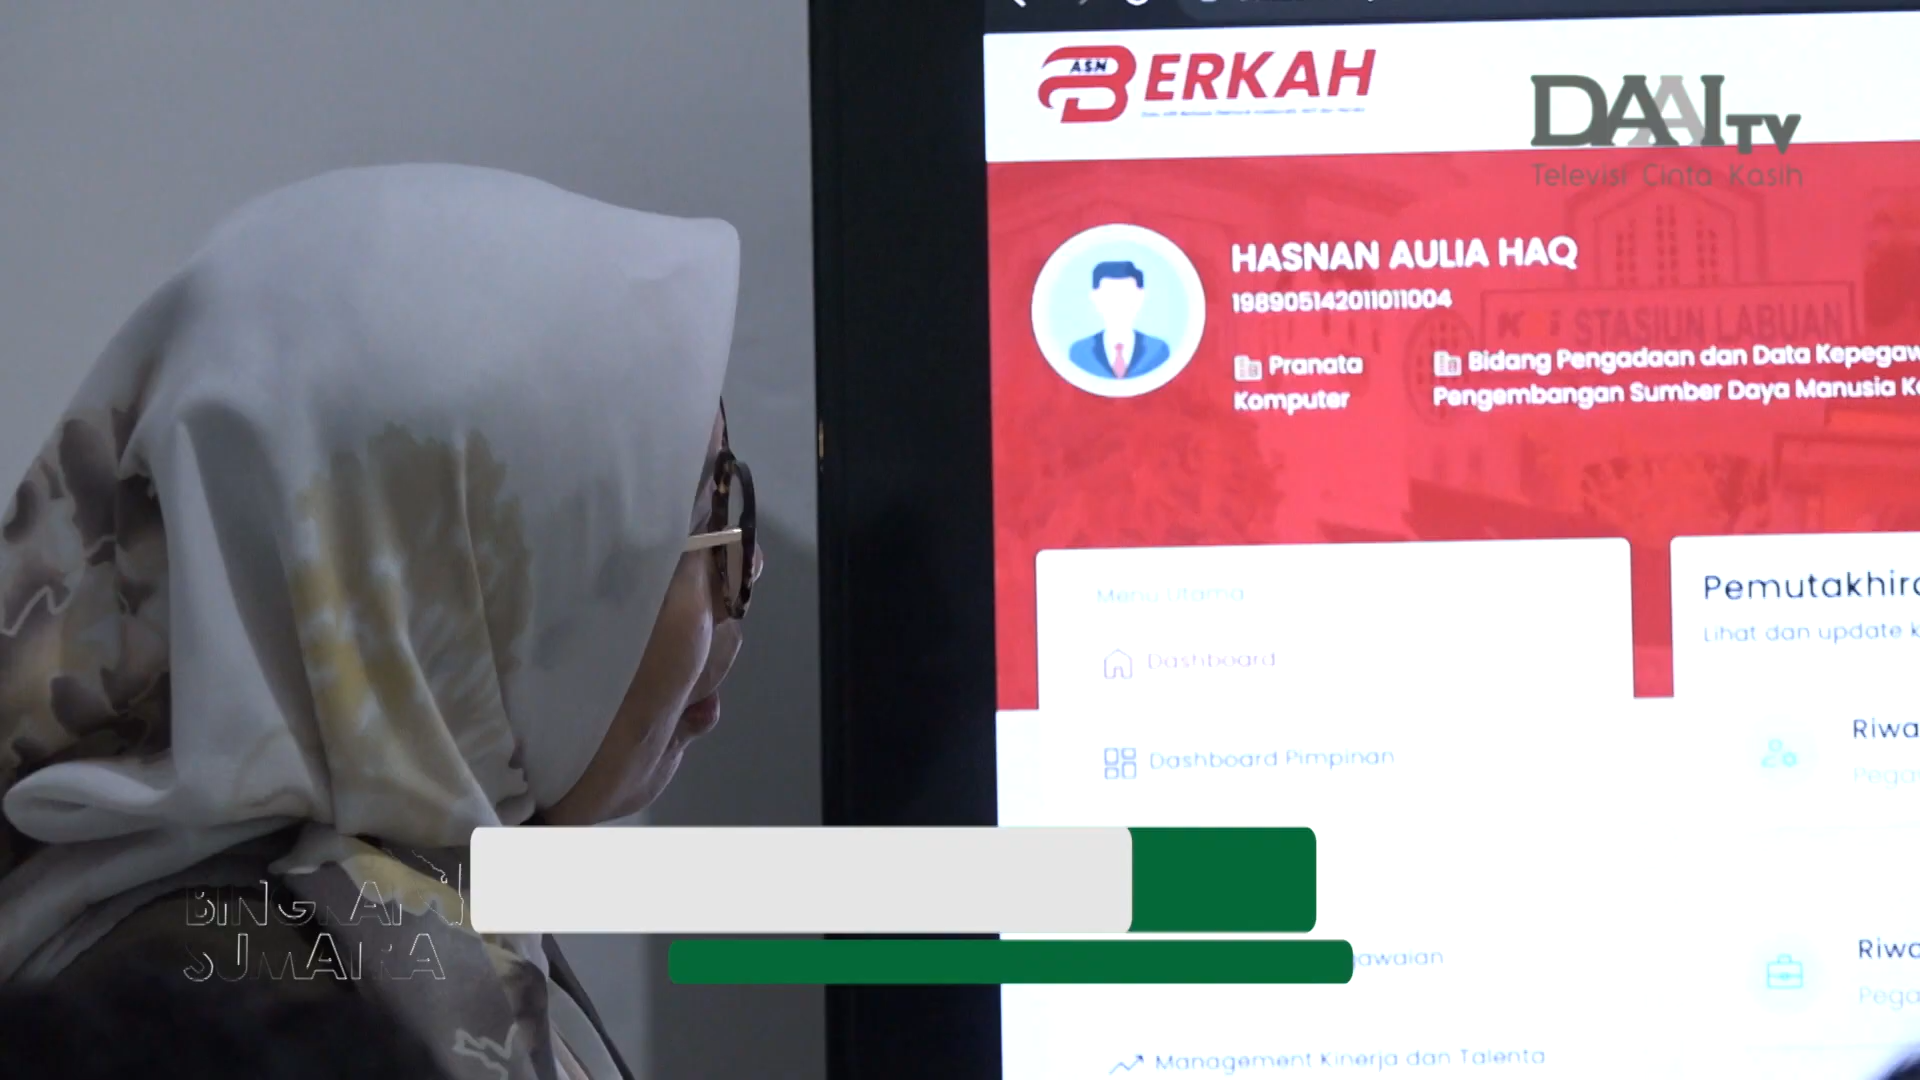 ASN
BERKAH
DAAI TV
Televisi Cinta Kasih
HASNAN AULIA HAQ
198905142011011004
STASIUN LABUAN
Pranata
Komputer
Bidang Pengadaan dan Data Kepegaw
Pengembangan Sumber Daya Manusia Ke
Menu Utama
Dashboard
Dashboard Pimpinan
awaian
Management Kinerja dan Talenta
Pemutakhira
Lihat dan update k
Riwa
Pega
Riwa
Pega
BINGKAI
SUMATRA